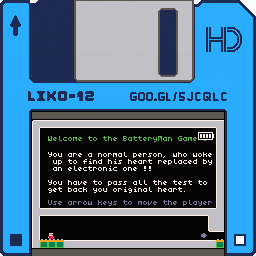 HD
LIKO-12 GOO.GL/5JCQLC
Welcome to the BatteryMan Game
You are a normal person, who woke
up to find his heart replaced by
an electronic one !!
You have to pass all the test to
get back you original heart.
Use arrow keys to move the player